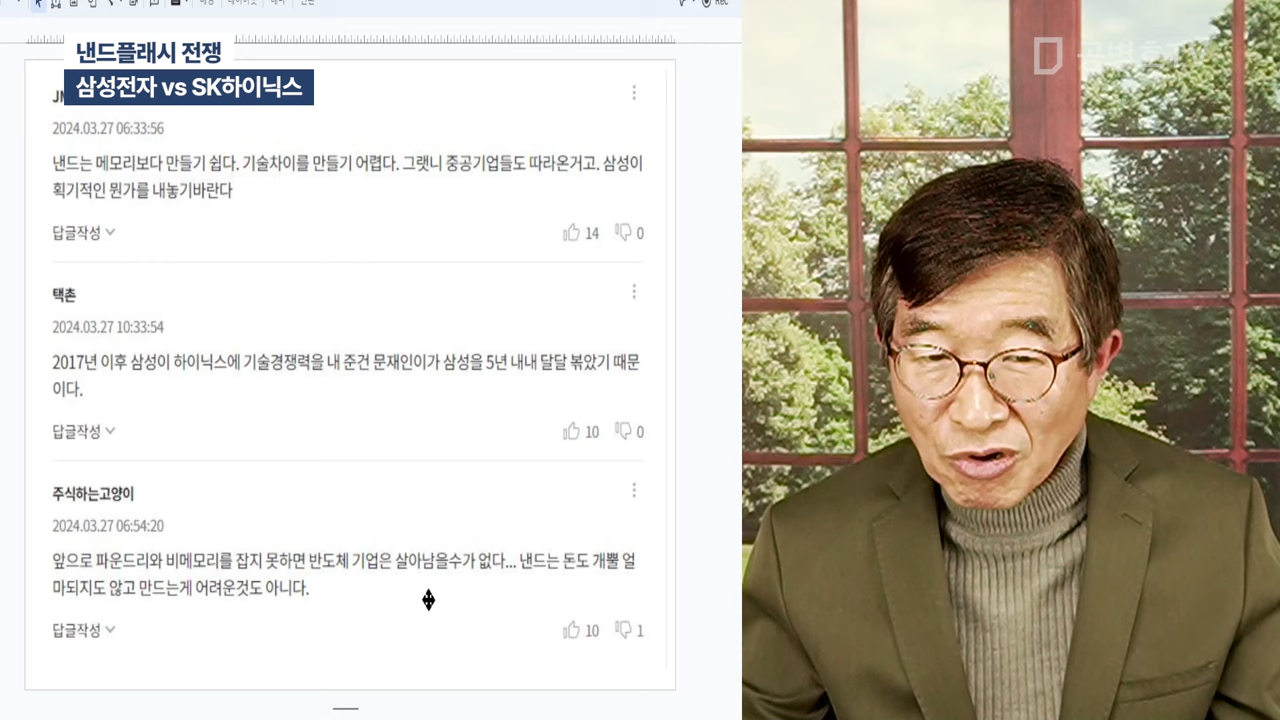 Rec
낸드플래시 전쟁
삼성전자 vs SK하이닉스
2024.03.27 06:33:56
낸드는 메모리보다 만들기 쉽다. 기술차이를 만들기 어렵다. 그랫니 중공기업들도 따라온거고. 삼성이
획기적인 뭔가를 내놓기바란다
답글작성 14 0
택촌
2024.03.27 10:33:54
2017년 이후 삼성이 하이닉스에 기술경쟁력을 내 준건 문재인이가 삼성을 5년 내내 달달 볶았기 때문
이다.
답글작성 10 0
주식하는고양이
2024.03.27 06:54:20
앞으로 파운드리와 비메모리를 잡지 못하면 반도체 기업은 살아남을수가 없다... 낸드는 돈도 개뿔 얼
마되지도 않고 만드는게 어려운것도 아니다.
답글작성 10 1